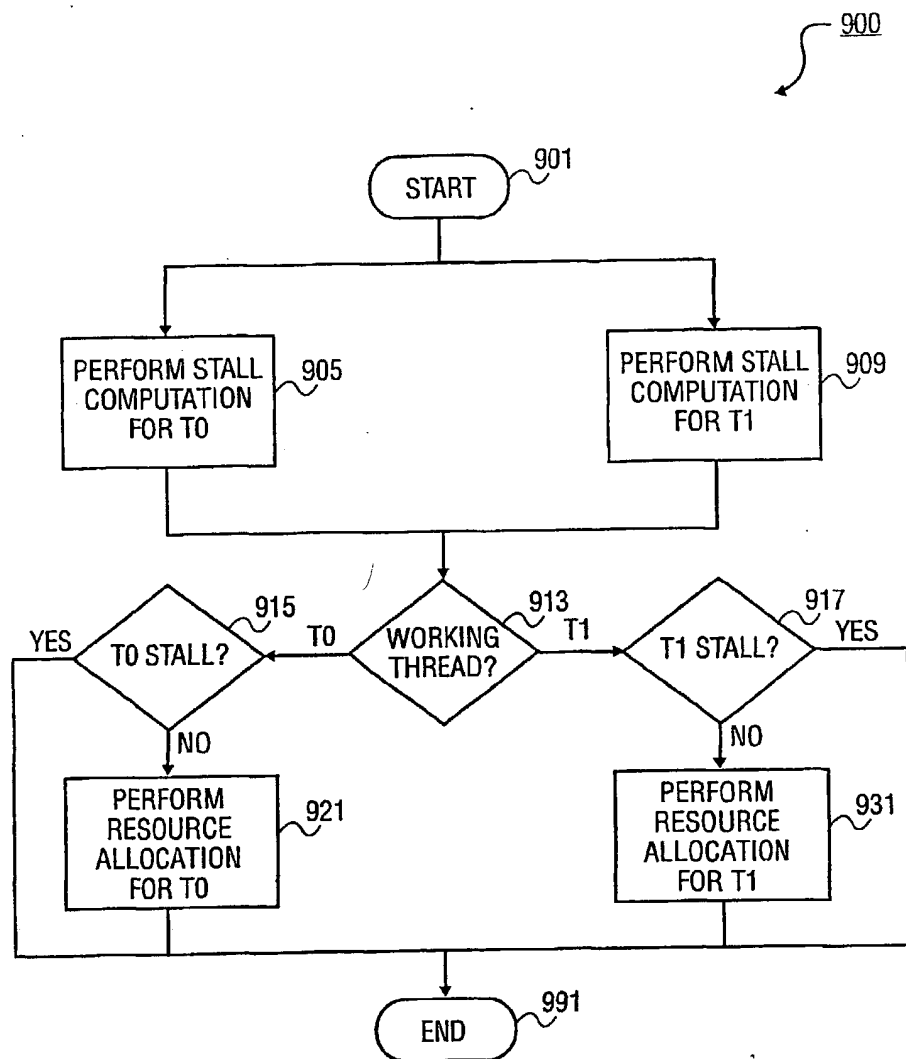 900
START
901
PERFORM STALL
COMPUTATION
FOR T0
905
PERFORM STALL
COMPUTATION
FOR T1
909
YES
T0 STALL?
915
T0
WORKING
THREAD?
913
T1
T1 STALL?
917
YES
NO
NO
PERFORM
RESOURCE
ALLOCATION
FOR T0
921
PERFORM
RESOURCE
ALLOCATION
FOR T1
931
END
991